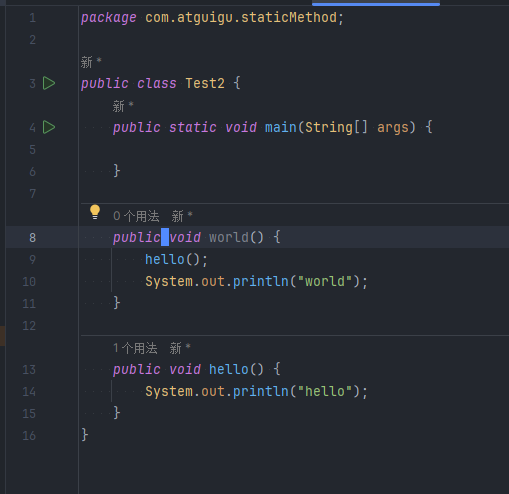 1 package com.atguigu.staticMethod;
2
新 *
3 public class Test2 {
新 *
4 public static void main(String[] args) {
5
6 }
7
0 个用法 新 *
8 public void world() {
9 hello();
10 System.out.println("world");
11 }
12
1 个用法 新 *
13 public void hello() {
14 System.out.println("hello");
15 }
16 }